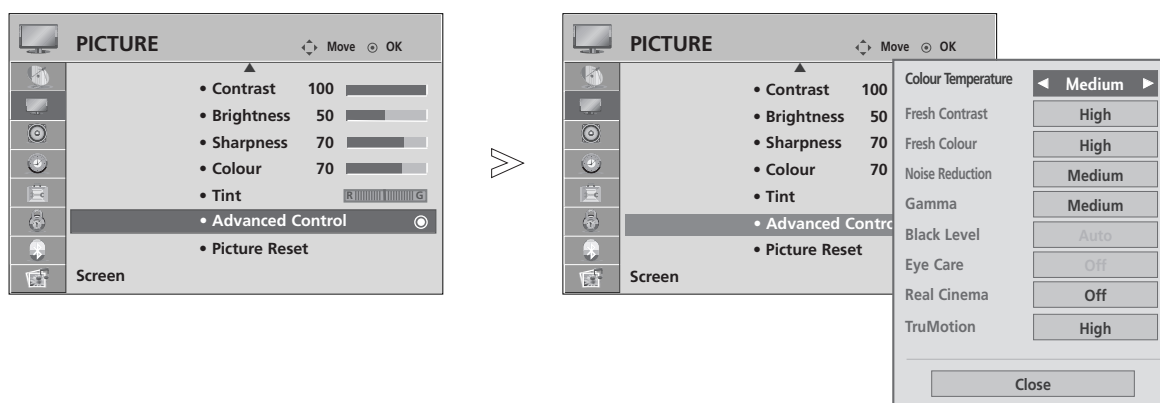 PICTURE
Move OK
• Contrast 100
• Brightness 50
• Sharpness 70
• Colour 70
• Tint R G
• Advanced Control
• Picture Reset
Screen
PICTURE
Move OK
• Contrast 100
• Brightness 50
• Sharpness 70
• Colour 70
• Tint
• Advanced Contro
• Picture Reset
Screen
Colour Temperature Medium
Fresh Contrast High
Fresh Colour High
Noise Reduction Medium
Gamma Medium
Black Level Auto
Eye Care Off
Real Cinema Off
TruMotion High
Close